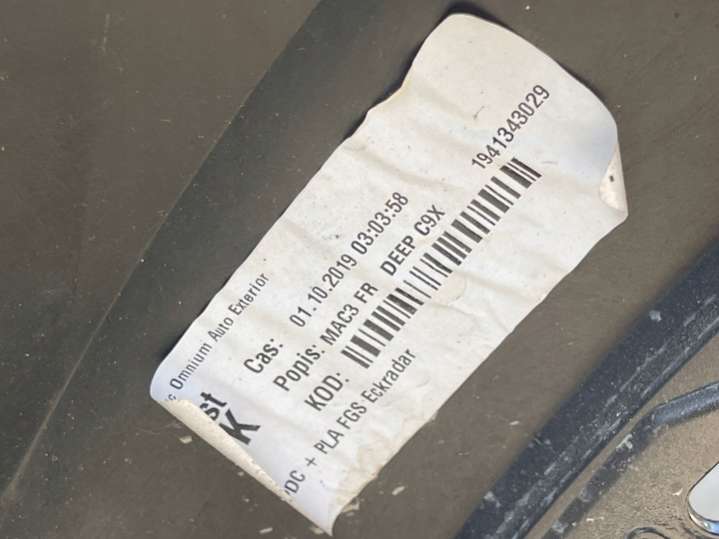 Omnium Auto Exterior
Cas: 01.10.2019 03:03:58
Popis: MAC3 FR DEEP C9X
KOD: 1941343029
+ PLA FGS Eckradar